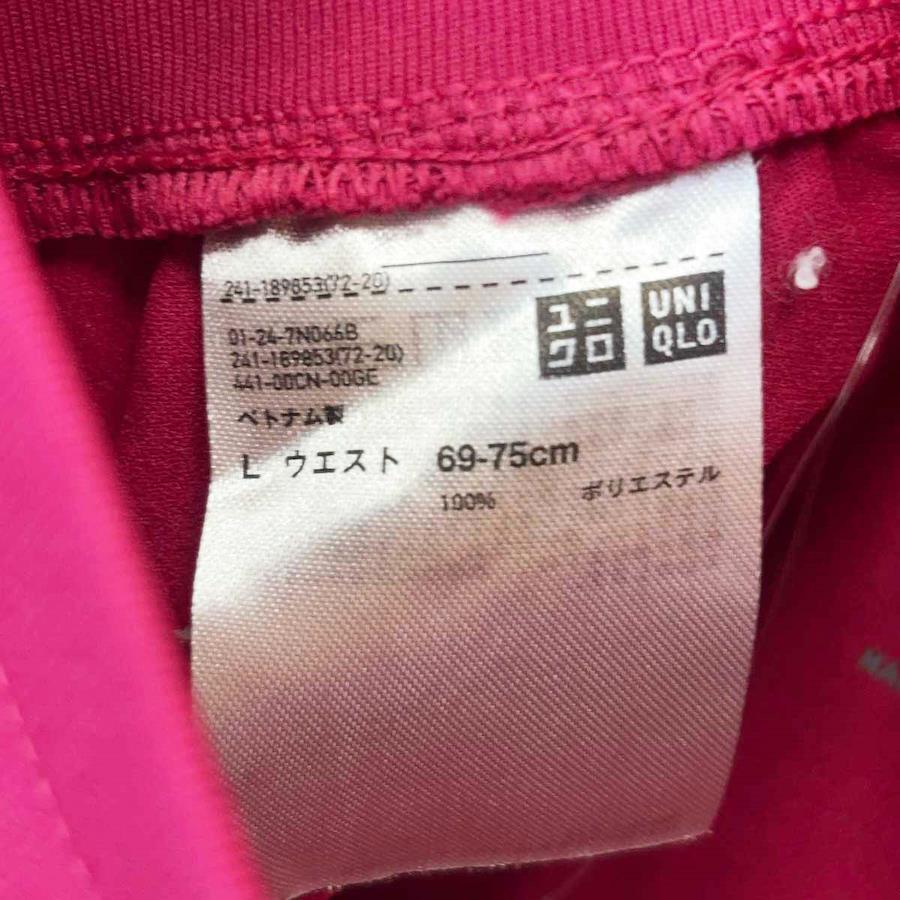 241-189853(72-20)
ユニ
クロ
UNI
QLO
01-24-7N066B
241-189853(72-20)
441-00CN-00GE
ベトナム製
L ウエスト 69-75cm
100% ポリエステル